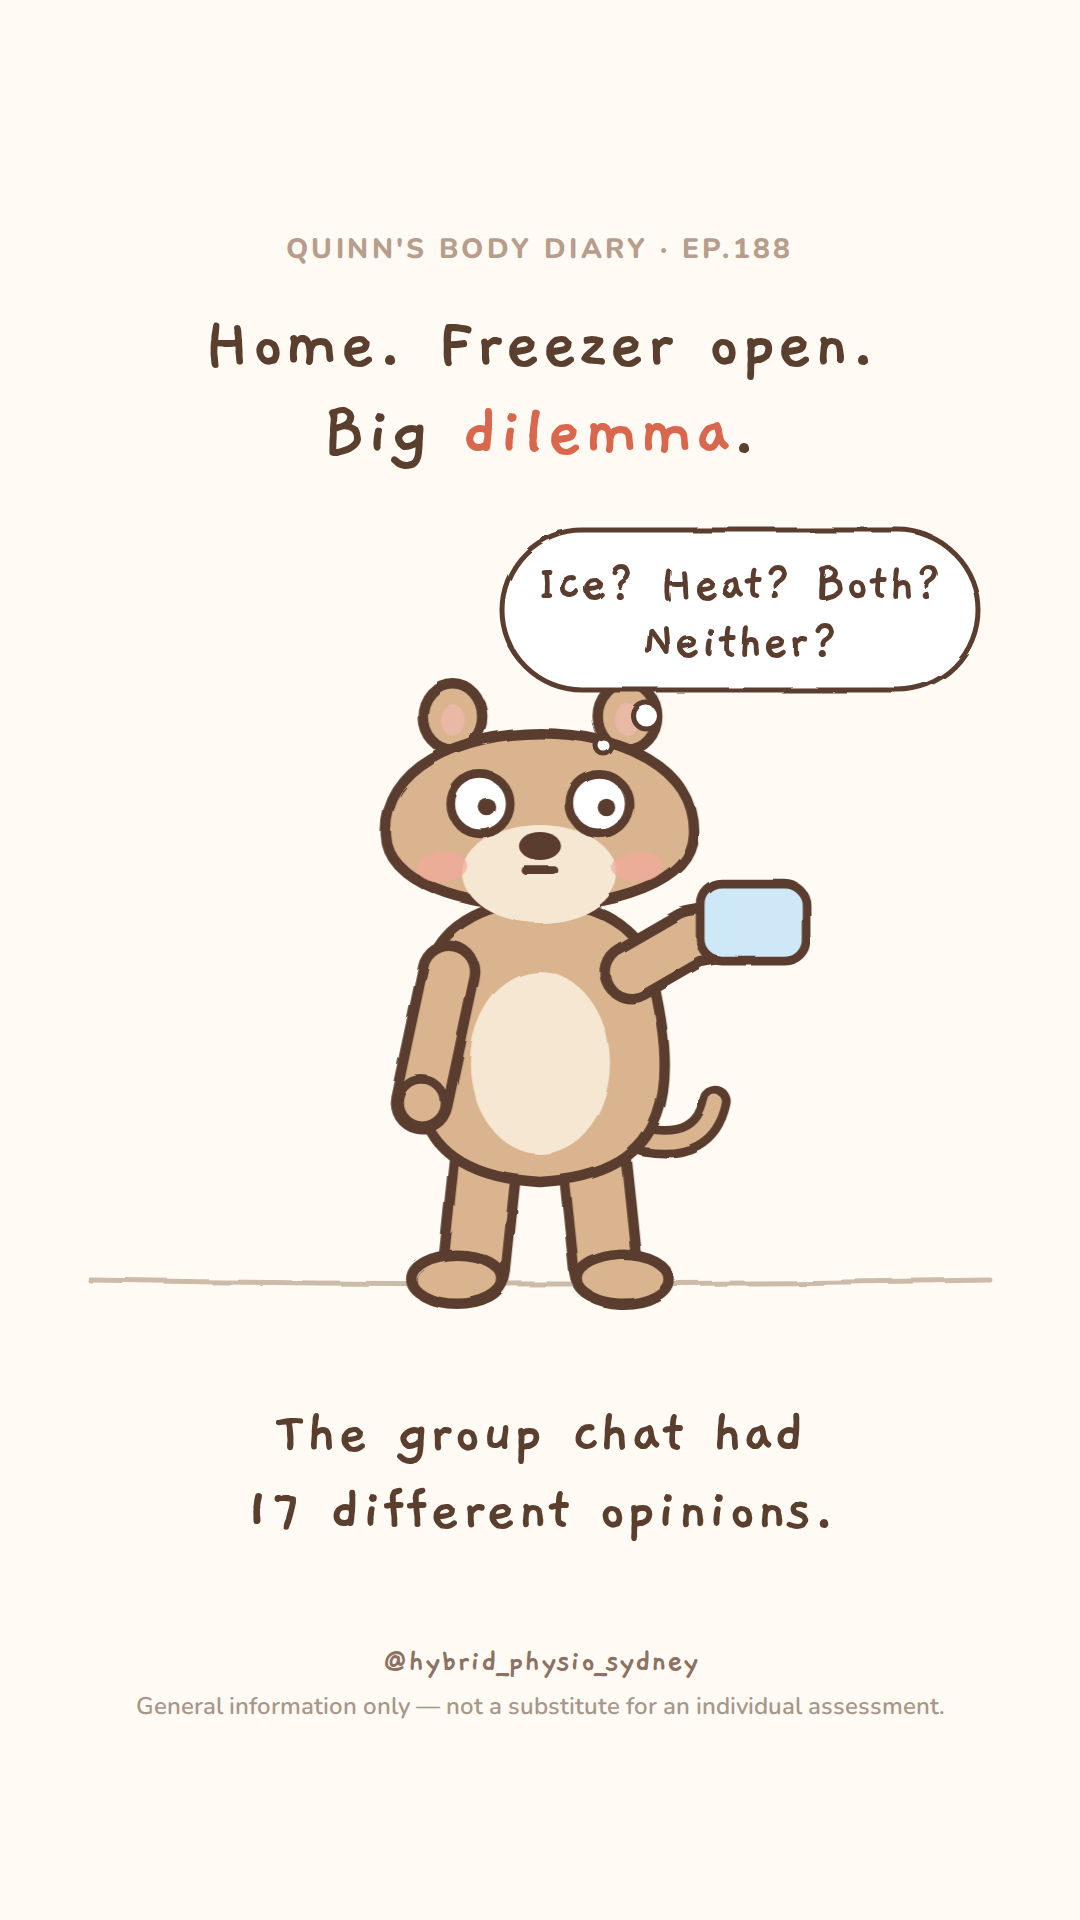 QUINN'S BODY DIARY · EP.188
Home. Freezer open.
Big dilemma.
Ice? Heat? Both?
Neither?
The group chat had
17 different opinions.
@hybrid_physio_sydney
General information only — not a substitute for an individual assessment.